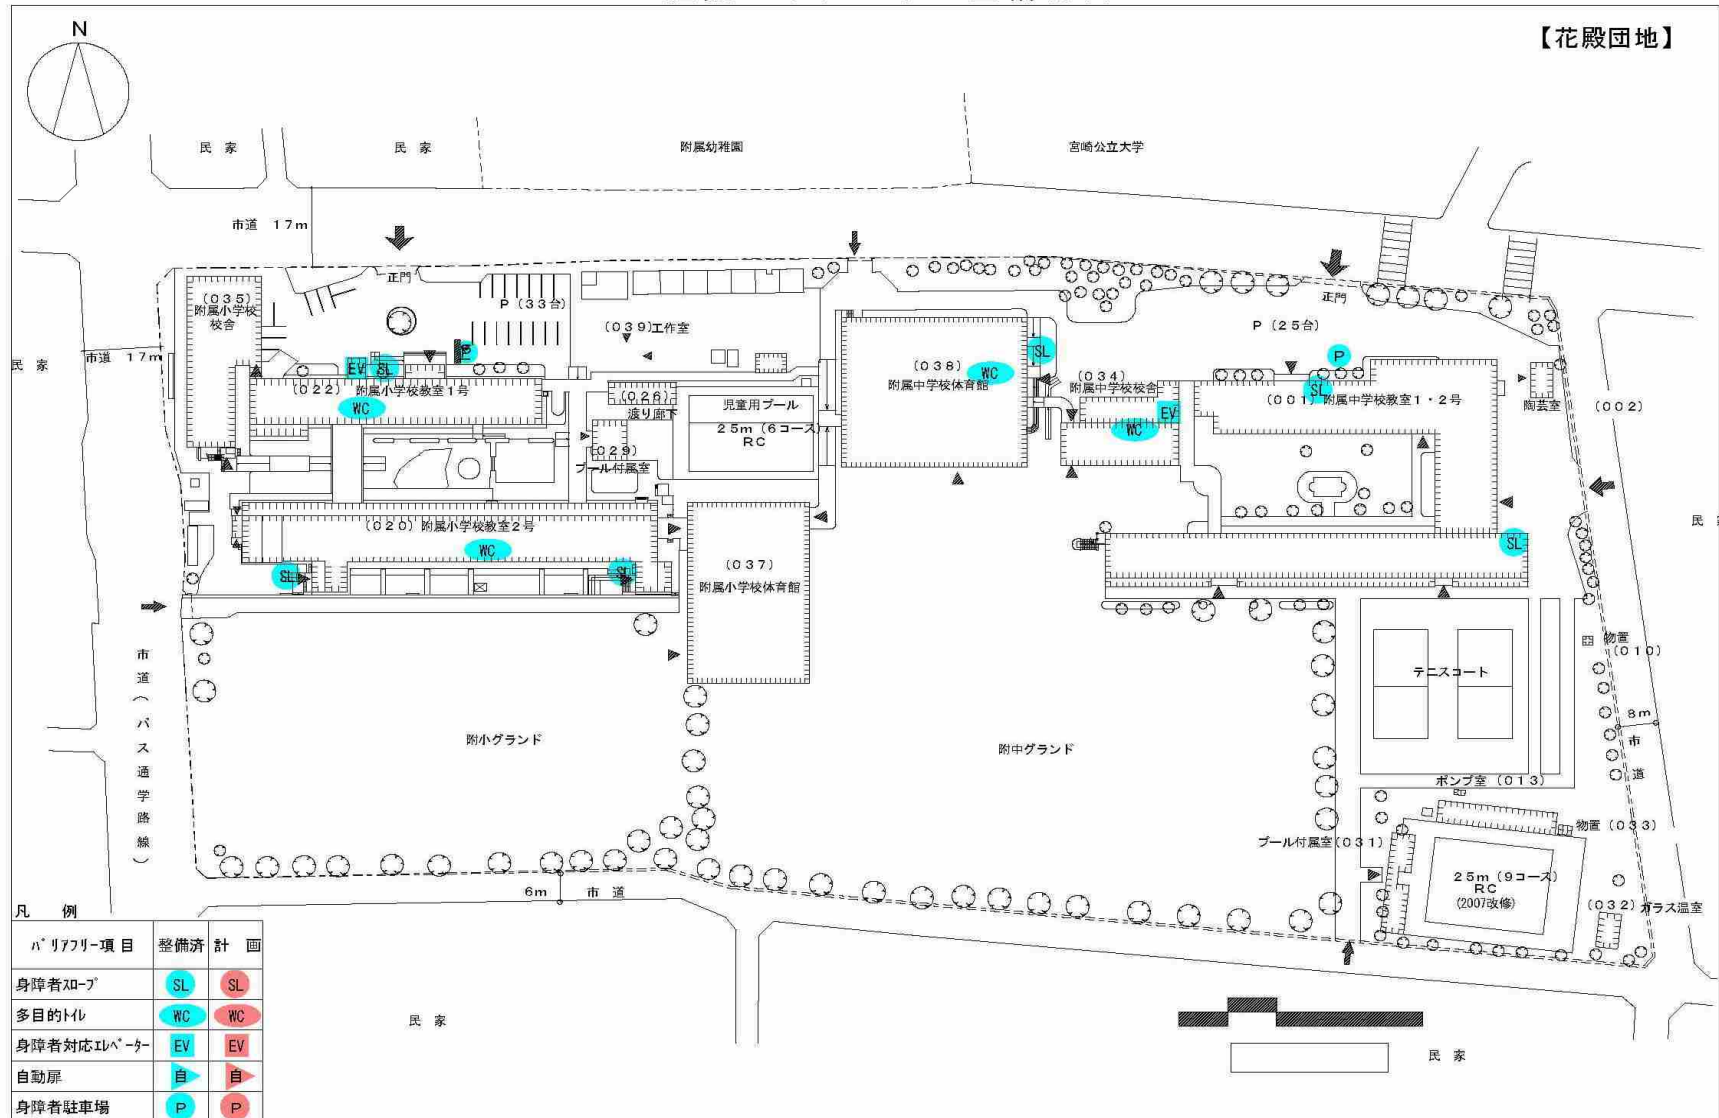 【花殿団地】
N
民 家
民 家
附属幼稚園
宮崎公立大学
市道 17m
正門
正門
P (33台)
P (25台)
(035)
附属小学校
校舎
(039)工作室
民 家
市道 17m
P
EV
SL
SL
P
(038)
附属中学校体育館
WC
(034)
附属中学校校舎
EV
WC
SL
(001) 附属中学校教室1・2号
陶芸室
(002)
(022) 附属小学校教室1号
WC
(026)
渡り廊下
児童用プール
25m (6コース)
RC
(029)
プール付属室
(020) 附属小学校教室2号
WC
SL
SL
(037)
附属小学校体育館
SL
民
市道(バス通学路線)
物置
(010)
テニスコート
8m
市道
附小グランド
附中グランド
ポンプ室 (013)
物置 (033)
プール付属室(031)
25m (9コース)
RC
(2007改修)
(032) ガラス温室
6m 市 道
民 家
民 家
凡 例
バリアフリー項目 整備済 計 画
身障者スロープ SL SL
多目的トイレ WC WC
身障者対応エレベーター EV EV
自動扉 自 自
身障者駐車場 P P